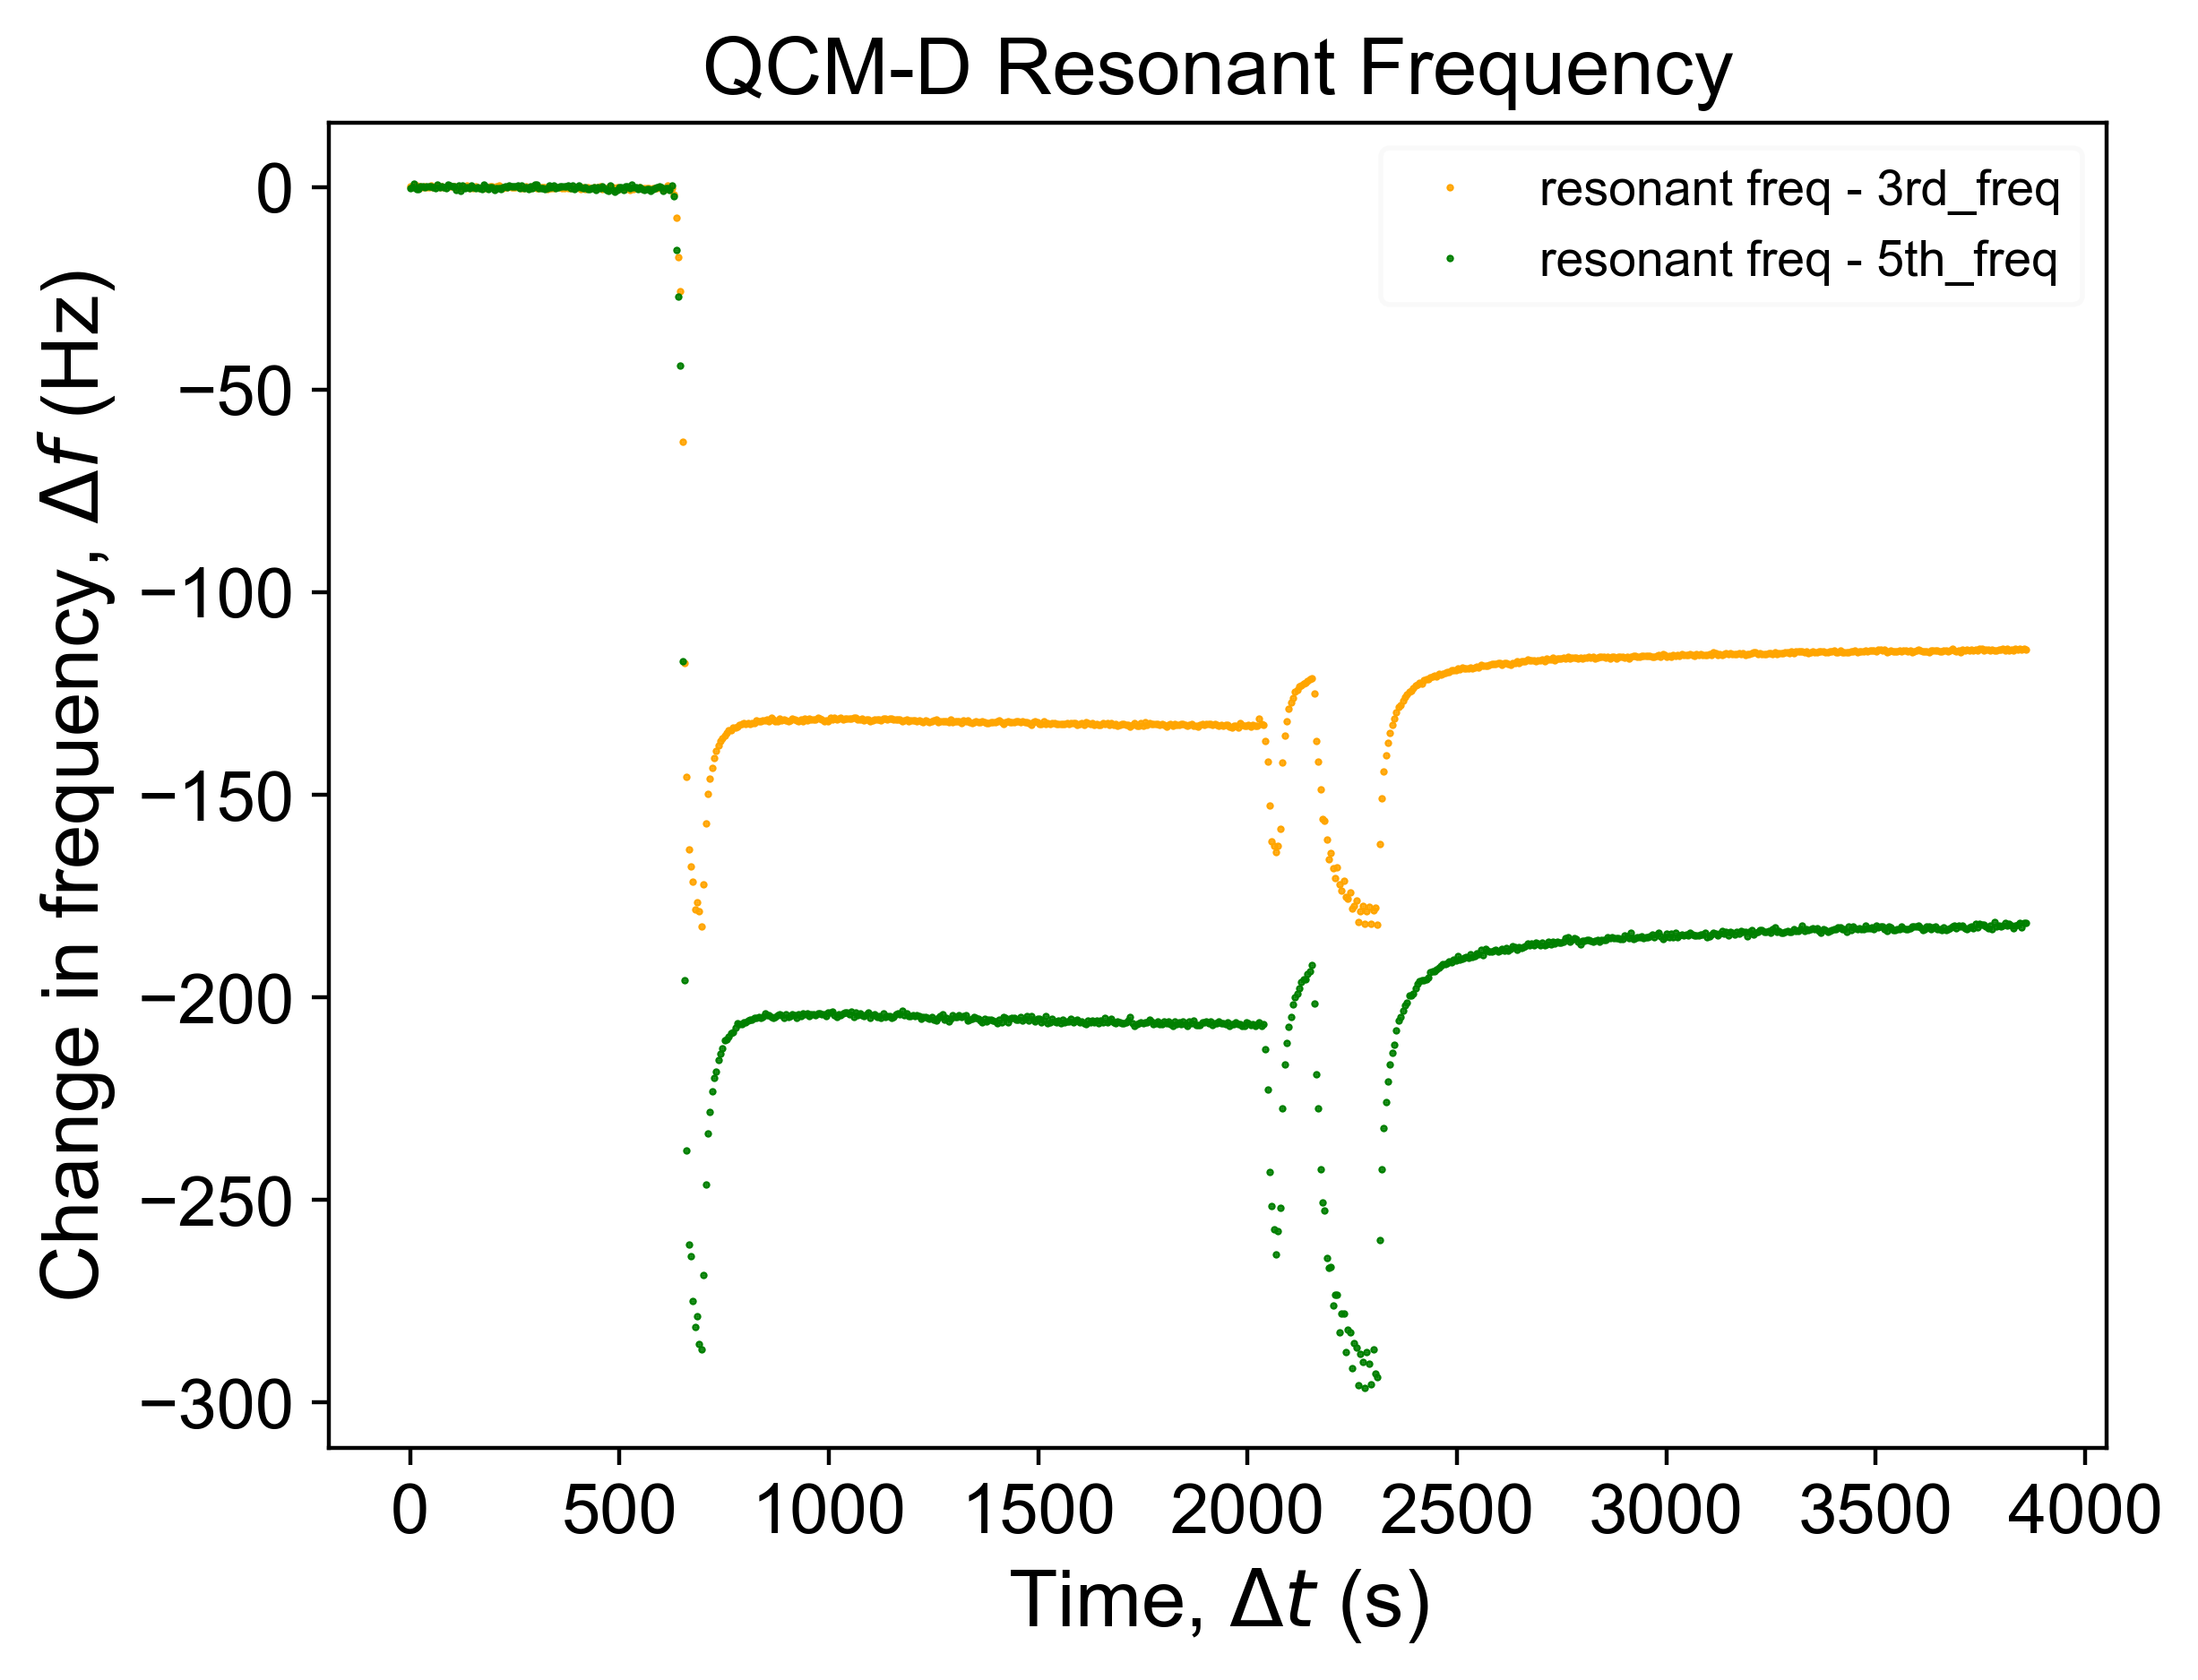 QCM-D Resonant Frequency
resonant freq - 3rd_freq
resonant freq - 5th_freq
Change in frequency, Δf (Hz)
0
−50
−100
−150
−200
−250
−300
0 500 1000 1500 2000 2500 3000 3500 4000
Time, Δt (s)